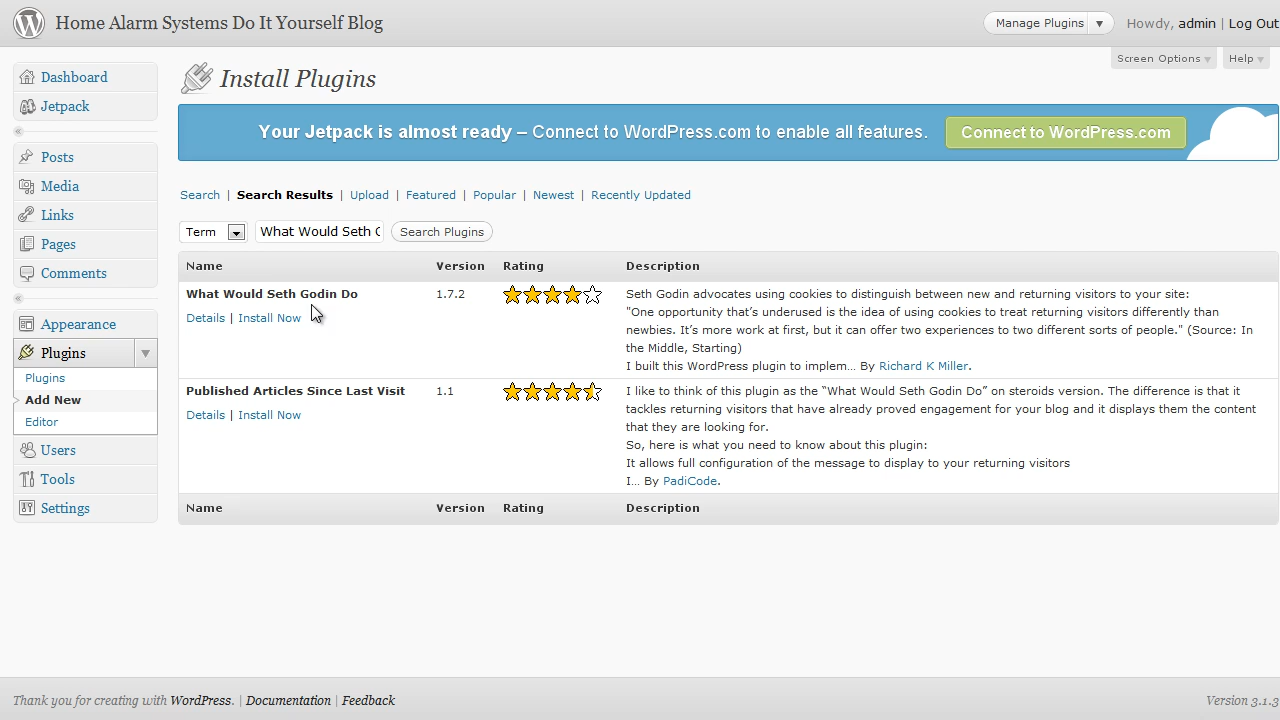 Home Alarm Systems Do It Yourself Blog
Manage Plugins
Howdy, admin | Log Out
Screen Options
Help
Dashboard
Jetpack
Posts
Media
Links
Pages
Comments
Appearance
Plugins
Plugins
Add New
Editor
Users
Tools
Settings
Install Plugins
Your Jetpack is almost ready – Connect to WordPress.com to enable all features.
Connect to WordPress.com
Search | Search Results | Upload | Featured | Popular | Newest | Recently Updated
Term
What Would Seth
Search Plugins
Name Version Rating Description
What Would Seth Godin Do
Details | Install Now
1.7.2
Seth Godin advocates using cookies to distinguish between new and returning visitors to your site:
"One opportunity that’s underused is the idea of using cookies to treat returning visitors differently than
newbies. It’s more work at first, but it can offer two experiences to two different sorts of people." (Source: In
the Middle, Starting)
I built this WordPress plugin to implem... By Richard K Miller.
Published Articles Since Last Visit
Details | Install Now
1.1
I like to think of this plugin as the “What Would Seth Godin Do” on steroids version. The difference is that it
tackles returning visitors that have already proved engagement for your blog and it displays them the content
that they are looking for.
So, here is what you need to know about this plugin:
It allows full configuration of the message to display to your returning visitors
I... By PadiCode.
Name Version Rating Description
Thank you for creating with WordPress. | Documentation | Feedback
Version 3.1.3